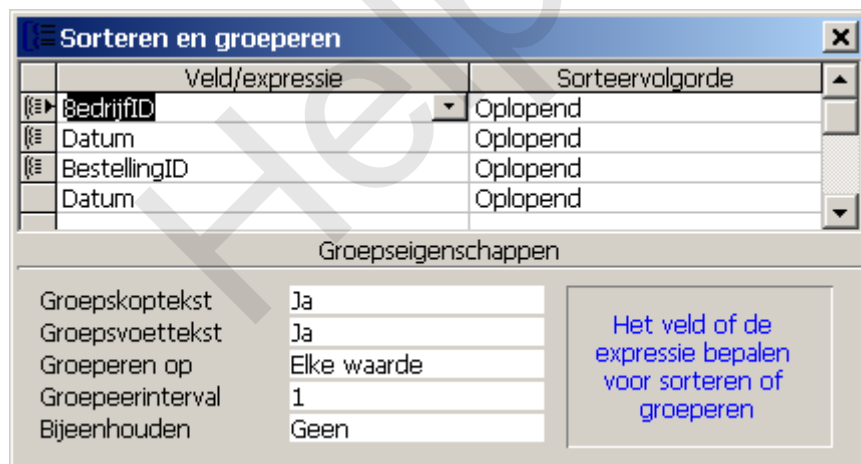 Sorteren en groeperen
Veld/expressie Sorteervolgorde
BedrijfID Oplopend
Datum Oplopend
BestellingID Oplopend
Datum Oplopend
Groepseigenschappen
Groepskoptekst Ja
Groepsvoettekst Ja
Groeperen op Elke waarde
Groepeerinterval 1
Bijeenhouden Geen
Het veld of de
expressie bepalen
voor sorteren of
groeperen
Help